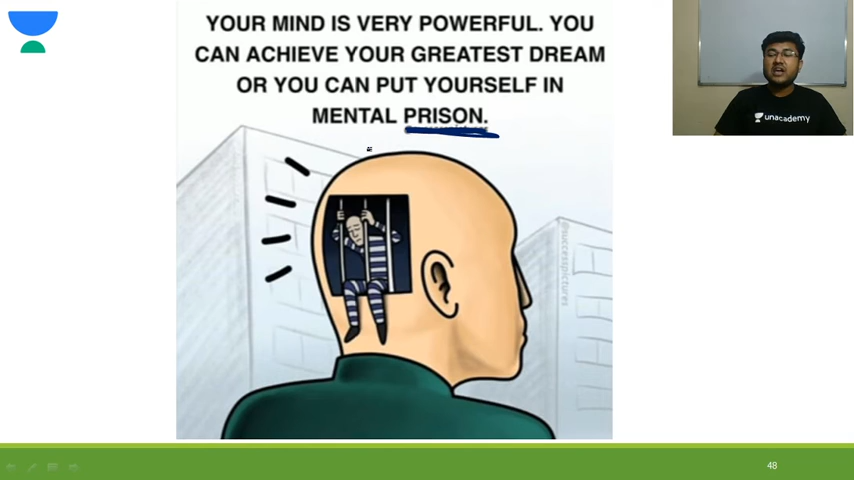 YOUR MIND IS VERY POWERFUL. YOU
CAN ACHIEVE YOUR GREATEST DREAM
OR YOU CAN PUT YOURSELF IN
MENTAL PRISON.
unacademy
@successpictures
48